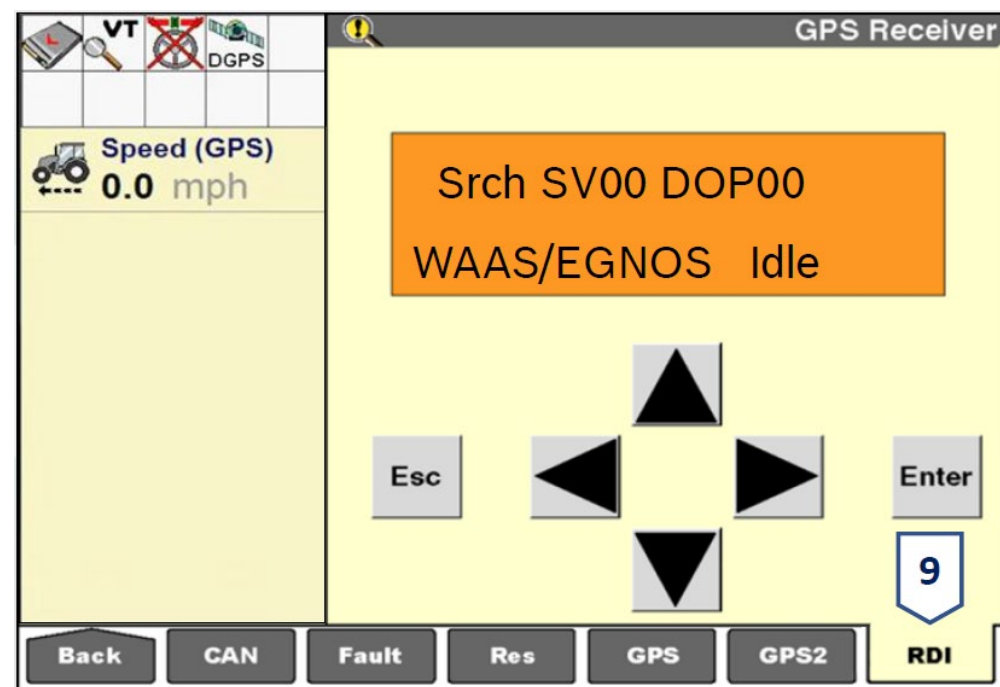 VT
L
DGPS
GPS Receiver
Speed (GPS)
0.0 mph
Srch SV00 DOP00
WAAS/EGNOS Idle
Esc
Enter
9
Back
CAN
Fault
Res
GPS
GPS2
RDI